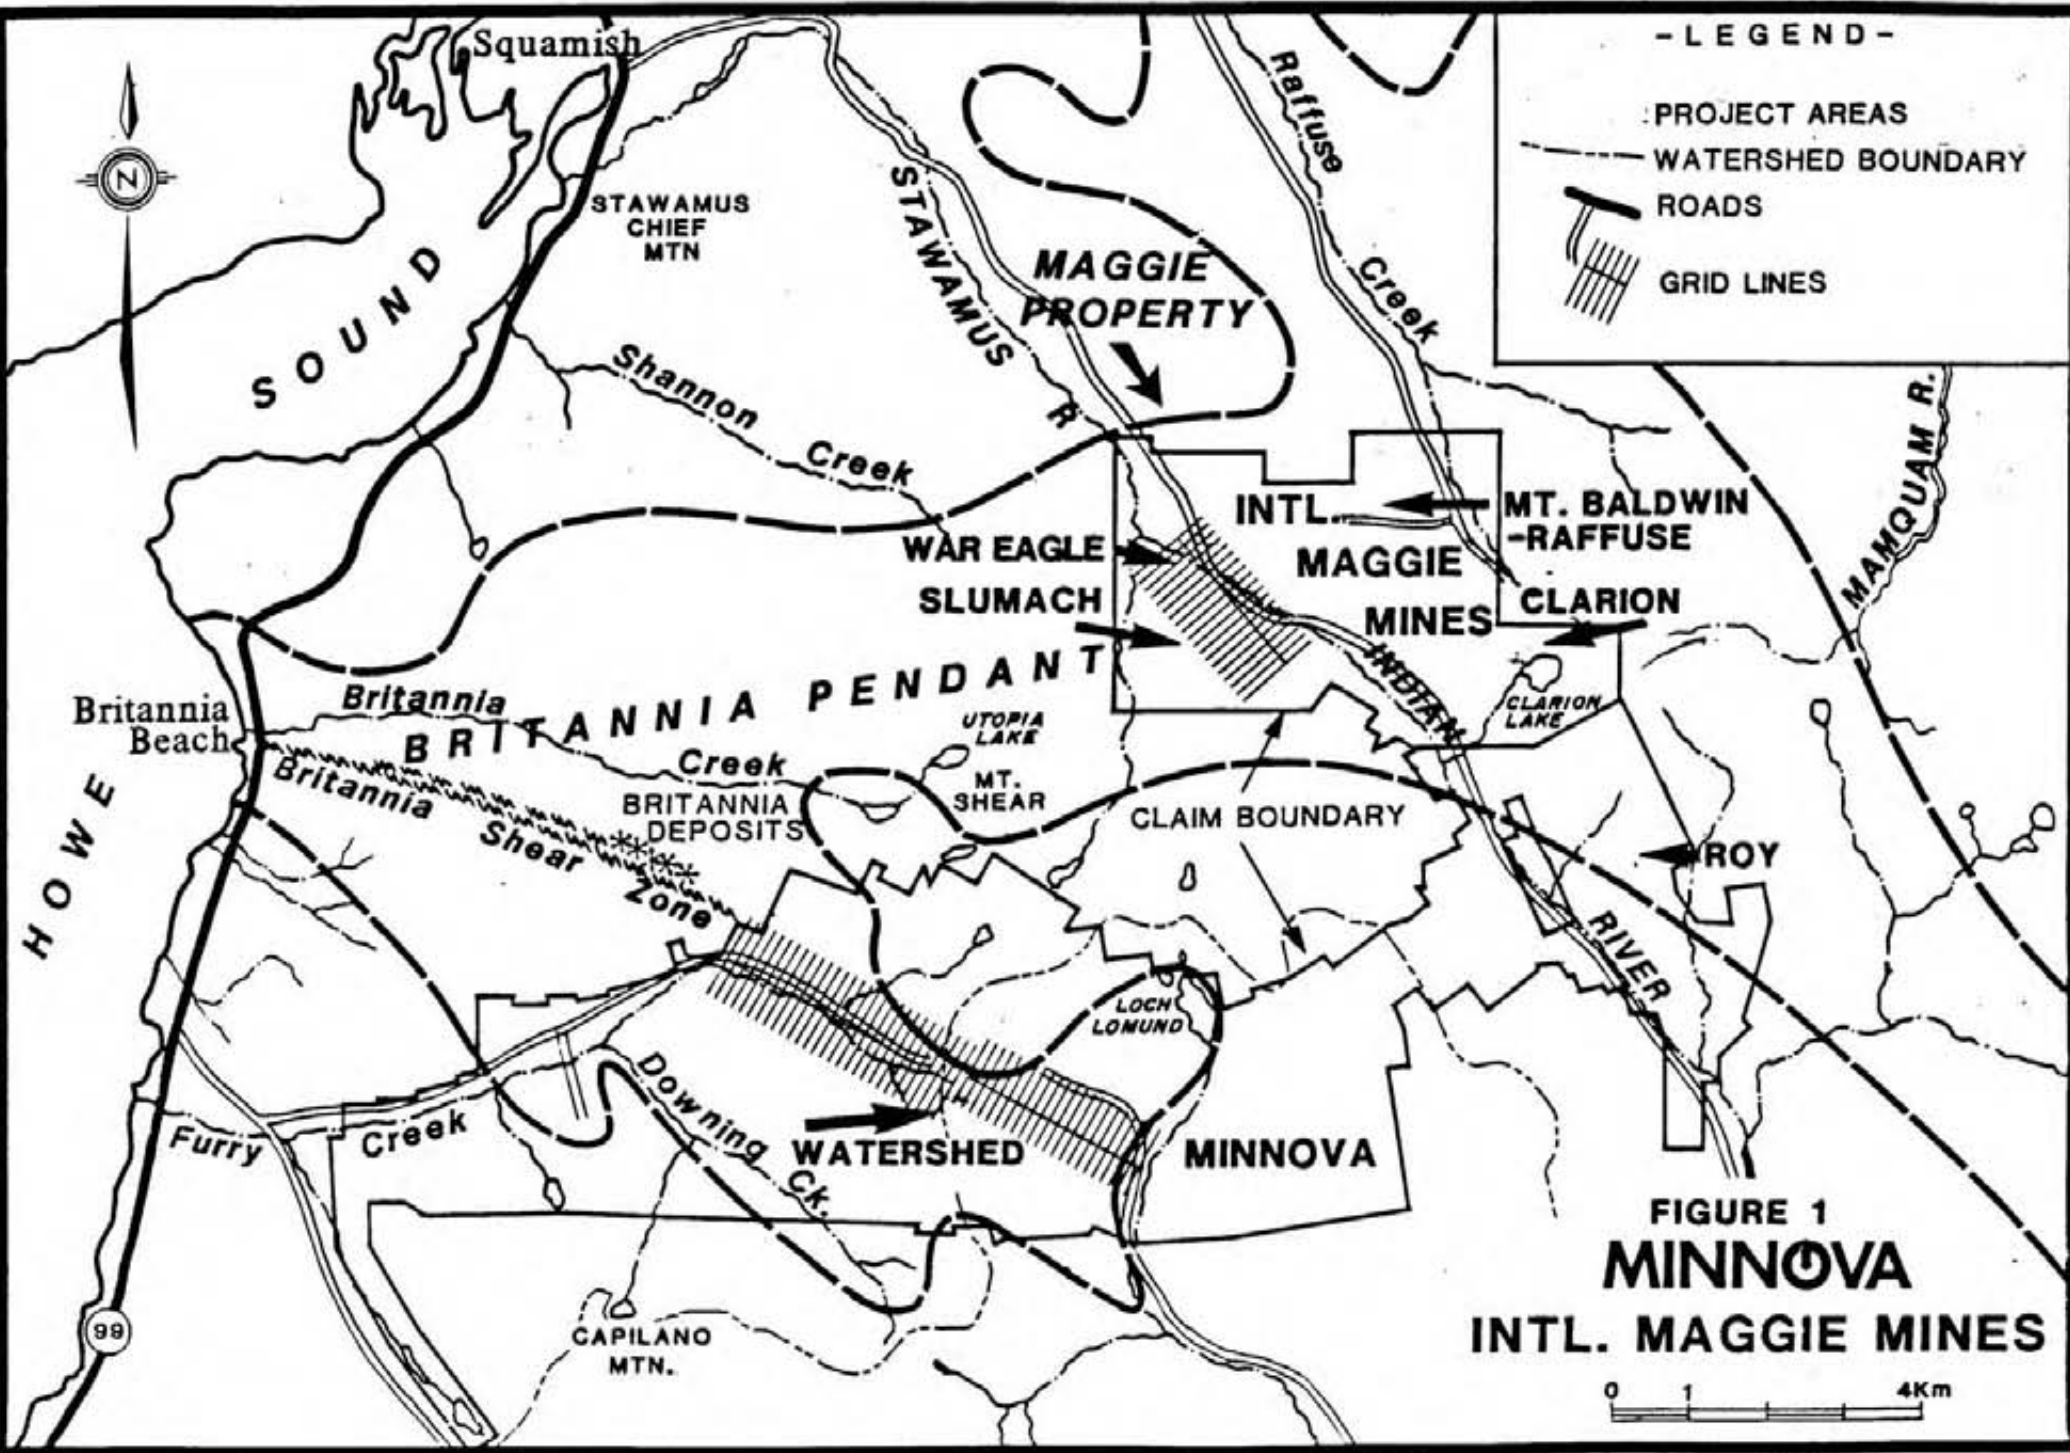 Squamish
- L E G E N D -
PROJECT AREAS
WATERSHED BOUNDARY
ROADS
GRID LINES
N
STAWAMUS
CHIEF
MTN
STAWAMUS R
Raffuse Creek
MAGGIE
PROPERTY
SOUND
Shannon Creek
MAMQUAM R.
INTL.
MAGGIE
MINES
MT. BALDWIN
-RAFFUSE
WAR EAGLE
SLUMACH
CLARION
BRITANNIA PENDANT
INDIAN RIVER
CLARION
LAKE
Britannia
Beach
Britannia Creek
UTOPIA
LAKE
MT.
SHEAR
Britannia Shear Zone
BRITANNIA
DEPOSITS
CLAIM BOUNDARY
ROY
HOWE
LOCH
LOMUND
Downing Ck.
Furry Creek
WATERSHED
MINNOVA
CAPILANO
MTN.
99
FIGURE 1
MINNOVA
INTL. MAGGIE MINES
0 1 4Km